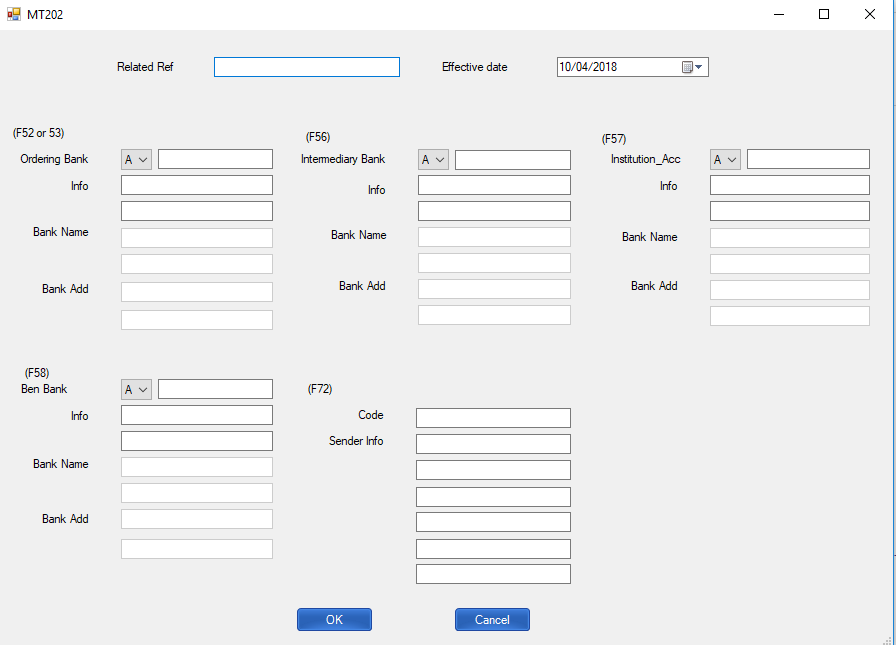 MT202
Related Ref
Effective date
10/04/2018
(F52 or 53)
Ordering Bank
A
Info
Bank Name
Bank Add
(F56)
Intermediary Bank
A
Info
Bank Name
Bank Add
(F57)
Institution_Acc
A
Info
Bank Name
Bank Add
(F58)
Ben Bank
A
Info
Bank Name
Bank Add
(F72)
Code
Sender Info
OK
Cancel